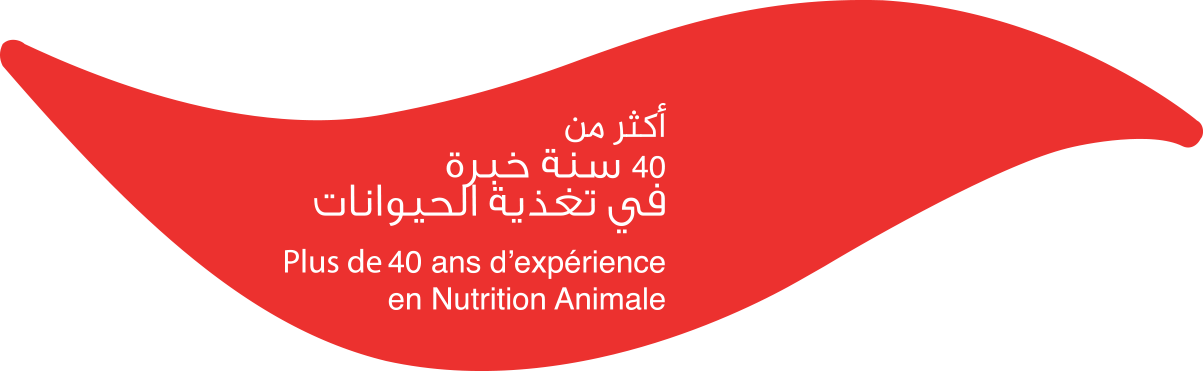 أكثر من
40 سنة خبرة
في تغذية الحيوانات
Plus de 40 ans d’expérience
en Nutrition Animale